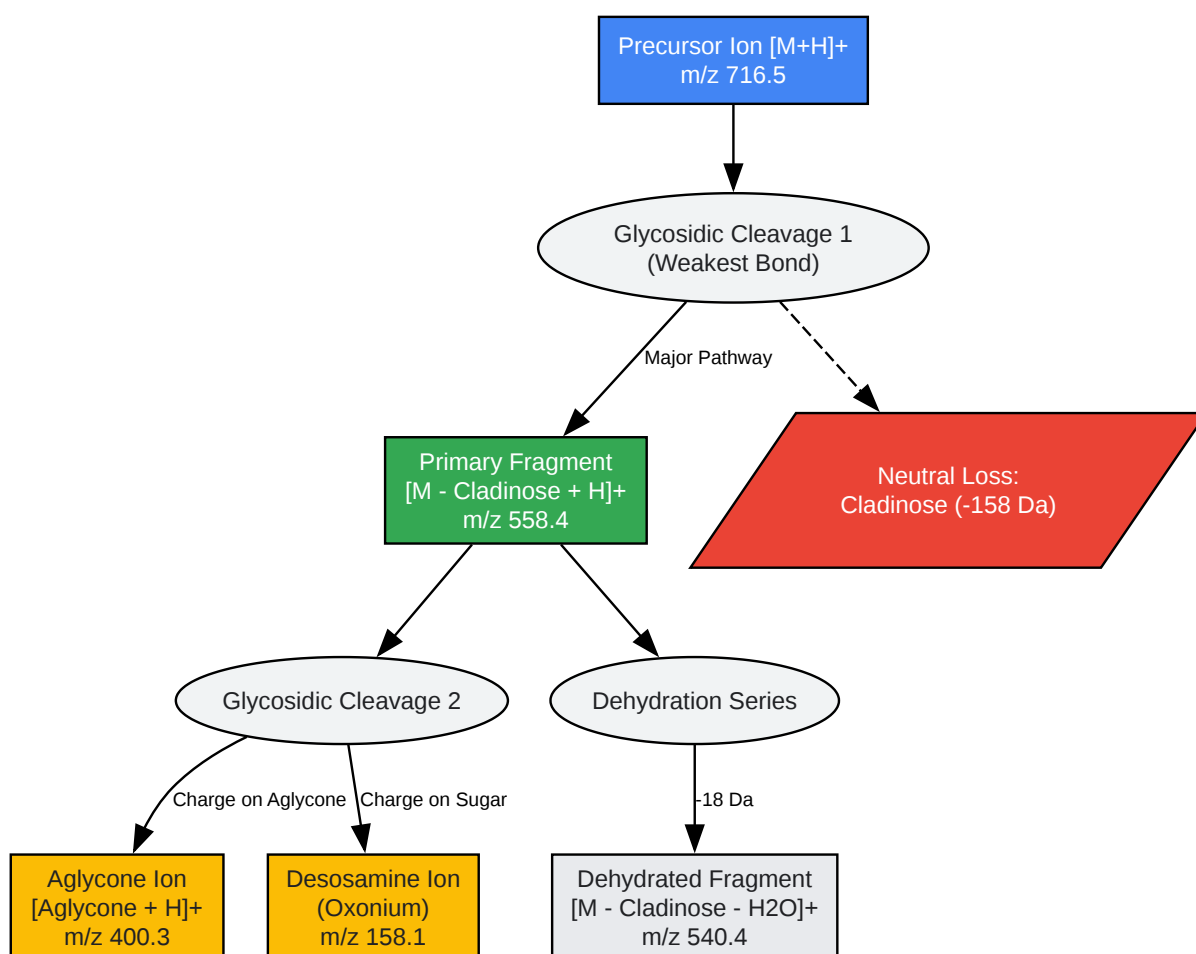 Precursor Ion [M+H]+
m/z 716.5
Glycosidic Cleavage 1
(Weakest Bond)
Major Pathway
Primary Fragment
[M - Cladinose + H]+
m/z 558.4
Neutral Loss:
Cladinose (-158 Da)
Glycosidic Cleavage 2
Dehydration Series
Charge on Aglycone
Charge on Sugar
-18 Da
Aglycone Ion
[Aglycone + H]+
m/z 400.3
Desosamine Ion
(Oxonium)
m/z 158.1
Dehydrated Fragment
[M - Cladinose - H2O]+
m/z 540.4